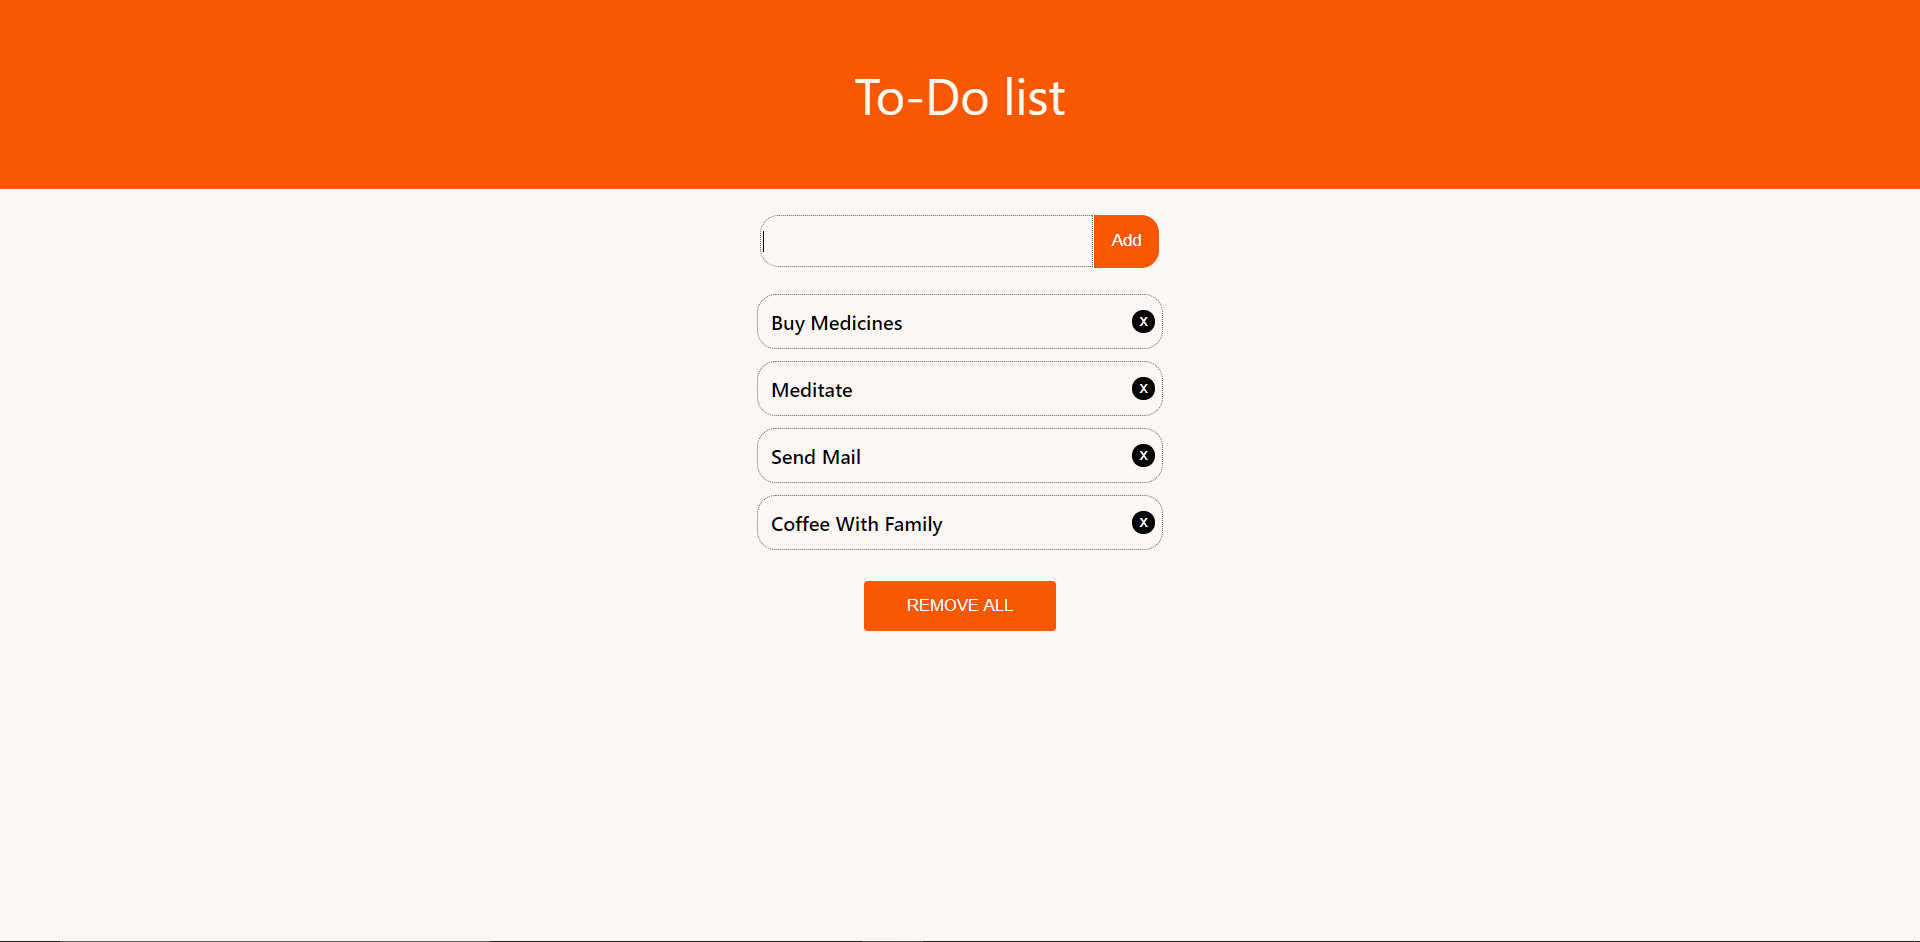 To-Do list
Add
Buy Medicines
x
Meditate
x
Send Mail
x
Coffee With Family
x
REMOVE ALL